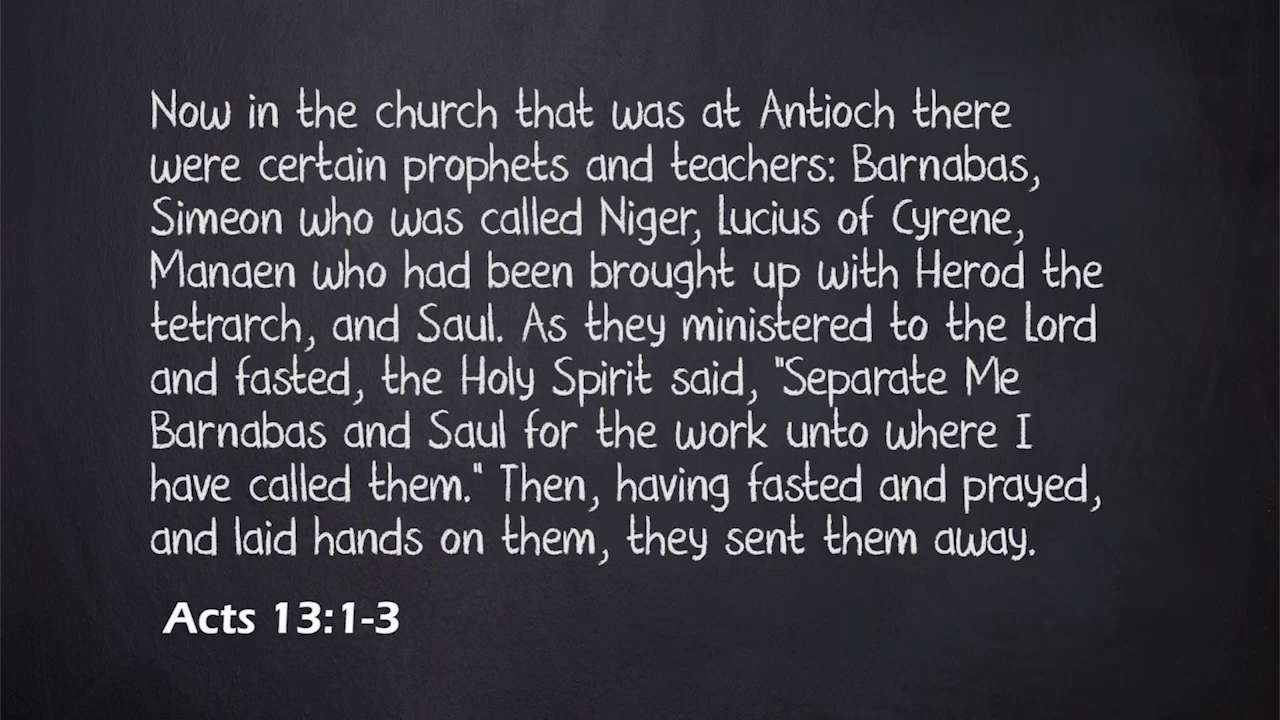 Now in the church that was at Antioch there
were certain prophets and teachers: Barnabas,
Simeon who was called Niger, Lucius of Cyrene,
Manaen who had been brought up with Herod the
tetrarch, and Saul. As they ministered to the Lord
and fasted, the Holy Spirit said, "Separate Me
Barnabas and Saul for the work unto where I
have called them." Then, having fasted and prayed,
and laid hands on them, they sent them away.
Acts 13:1-3